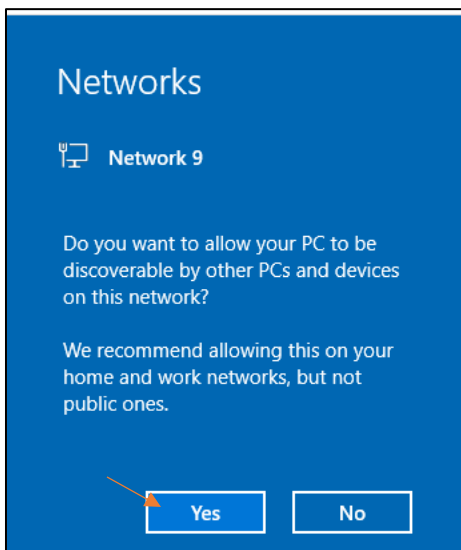 Networks
Network 9
Do you want to allow your PC to be
discoverable by other PCs and devices
on this network?
We recommend allowing this on your
home and work networks, but not
public ones.
Yes No